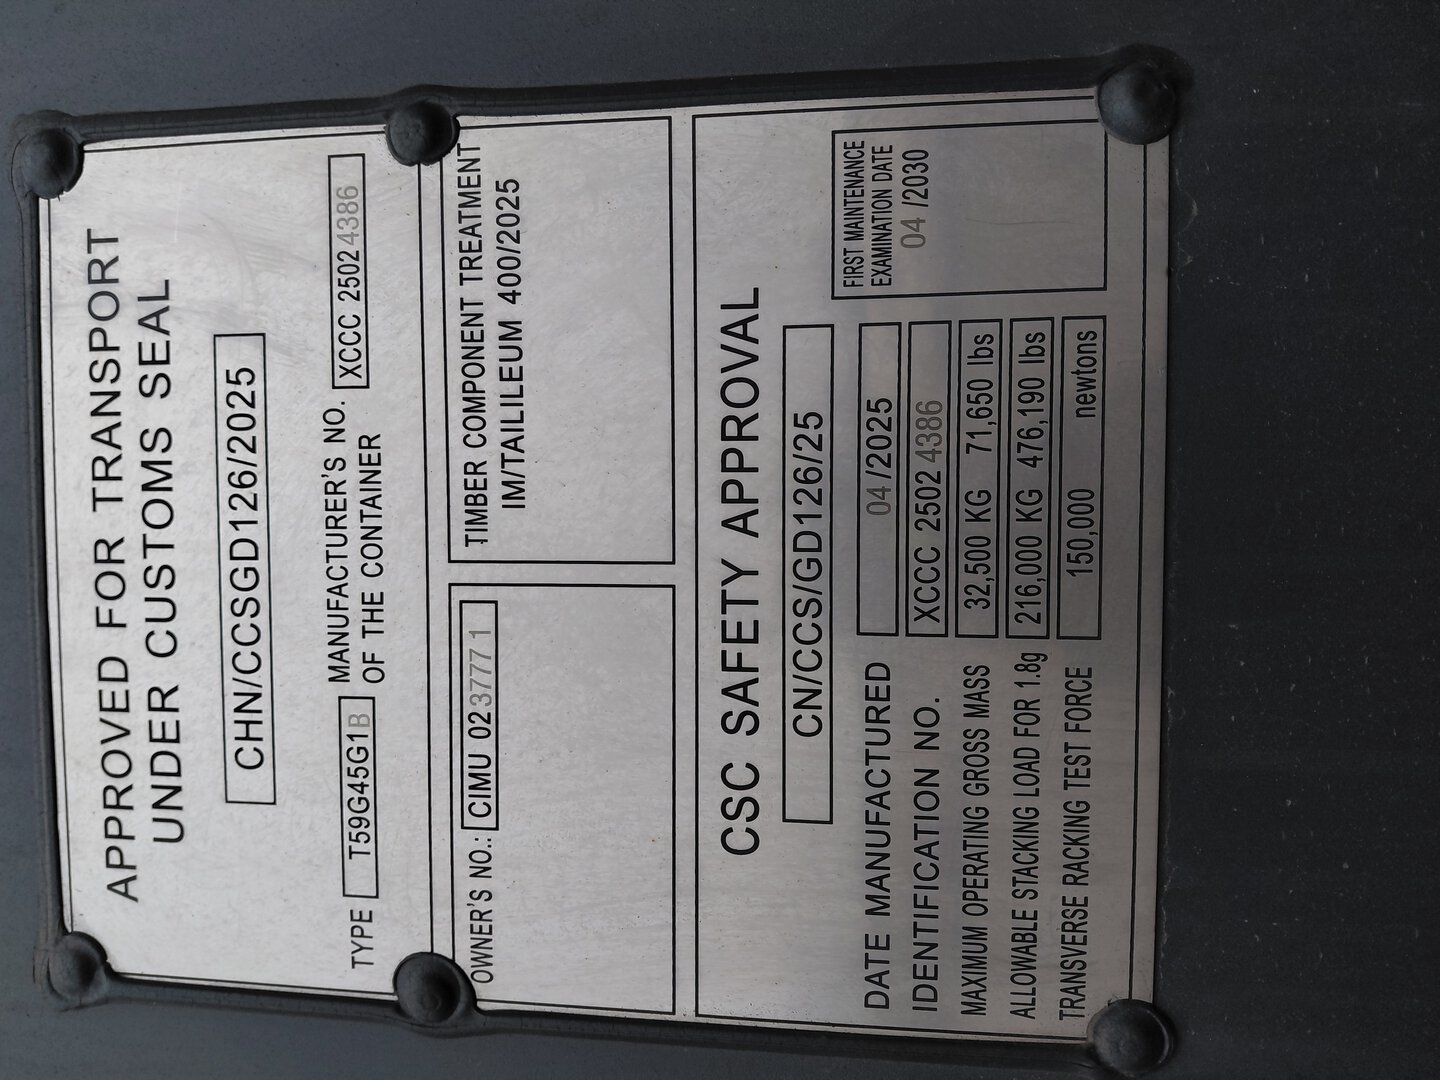 APPROVED FOR TRANSPORT
UNDER CUSTOMS SEAL
CHN/CCSGD126/2025
TYPE T59G45G1B MANUFACTURER'S NO. XCCC 2502 4386
OF THE CONTAINER
OWNER'S NO.: CIMU 02 3777 1
TIMBER COMPONENT TREATMENT
IM/TAILILEUM 400/2025
CSC SAFETY APPROVAL
CN/CCS/GD126/25
DATE MANUFACTURED 04 /2025
IDENTIFICATION NO. XCCC 2502 4386
MAXIMUM OPERATING GROSS MASS 32,500 KG 71,650 lbs
ALLOWABLE STACKING LOAD FOR 1.8g 216,000 KG 476,190 lbs
TRANSVERSE RACKING TEST FORCE 150,000 newtons
FIRST MAINTENANCE
EXAMINATION DATE
04 /2030